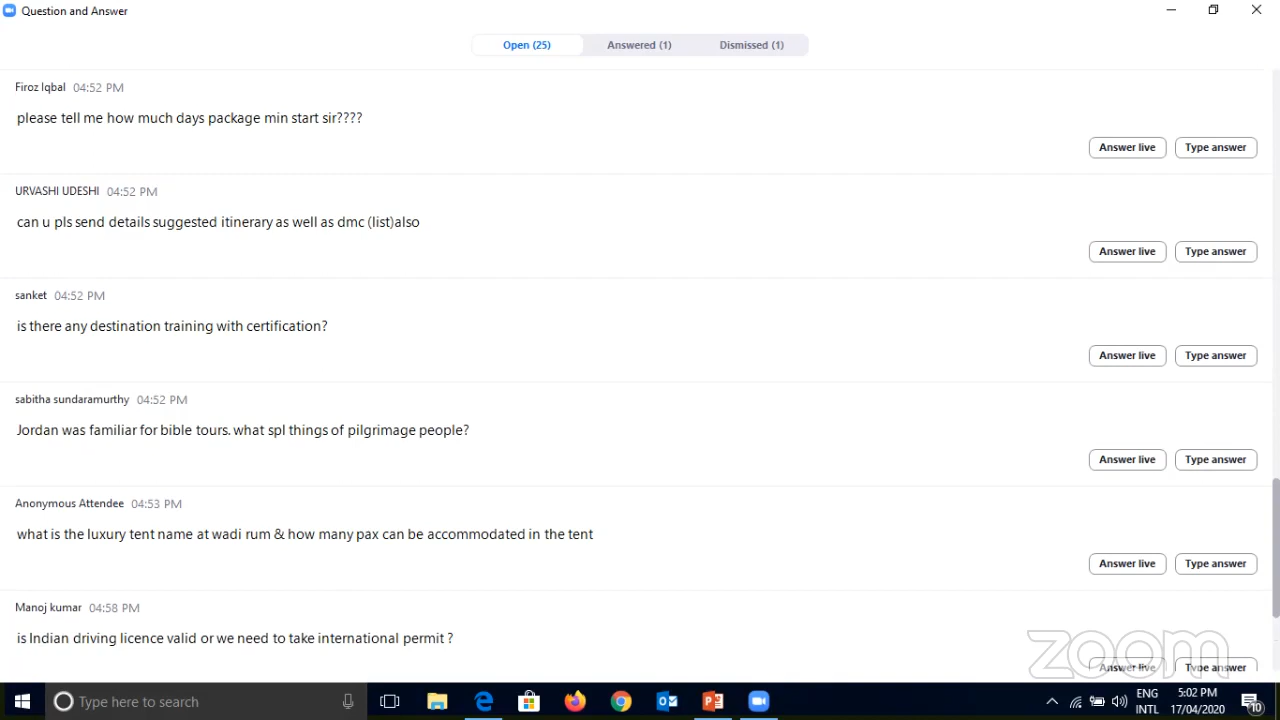 Question and Answer
Open (25)
Answered (1)
Dismissed (1)
Firoz Iqbal 04:52 PM
please tell me how much days package min start sir????
Answer live Type answer
URVASHI UDESHI 04:52 PM
can u pls send details suggested itinerary as well as dmc (list)also
Answer live Type answer
sanket 04:52 PM
is there any destination training with certification?
Answer live Type answer
sabitha sundaramurthy 04:52 PM
Jordan was familiar for bible tours. what spl things of pilgrimage people?
Answer live Type answer
Anonymous Attendee 04:53 PM
what is the luxury tent name at wadi rum & how many pax can be accommodated in the tent
Answer live Type answer
Manoj kumar 04:58 PM
is Indian driving licence valid or we need to take international permit ?
Answer live Type answer
zoom
Type here to search
ENG
INTL
5:02 PM
17/04/2020
10